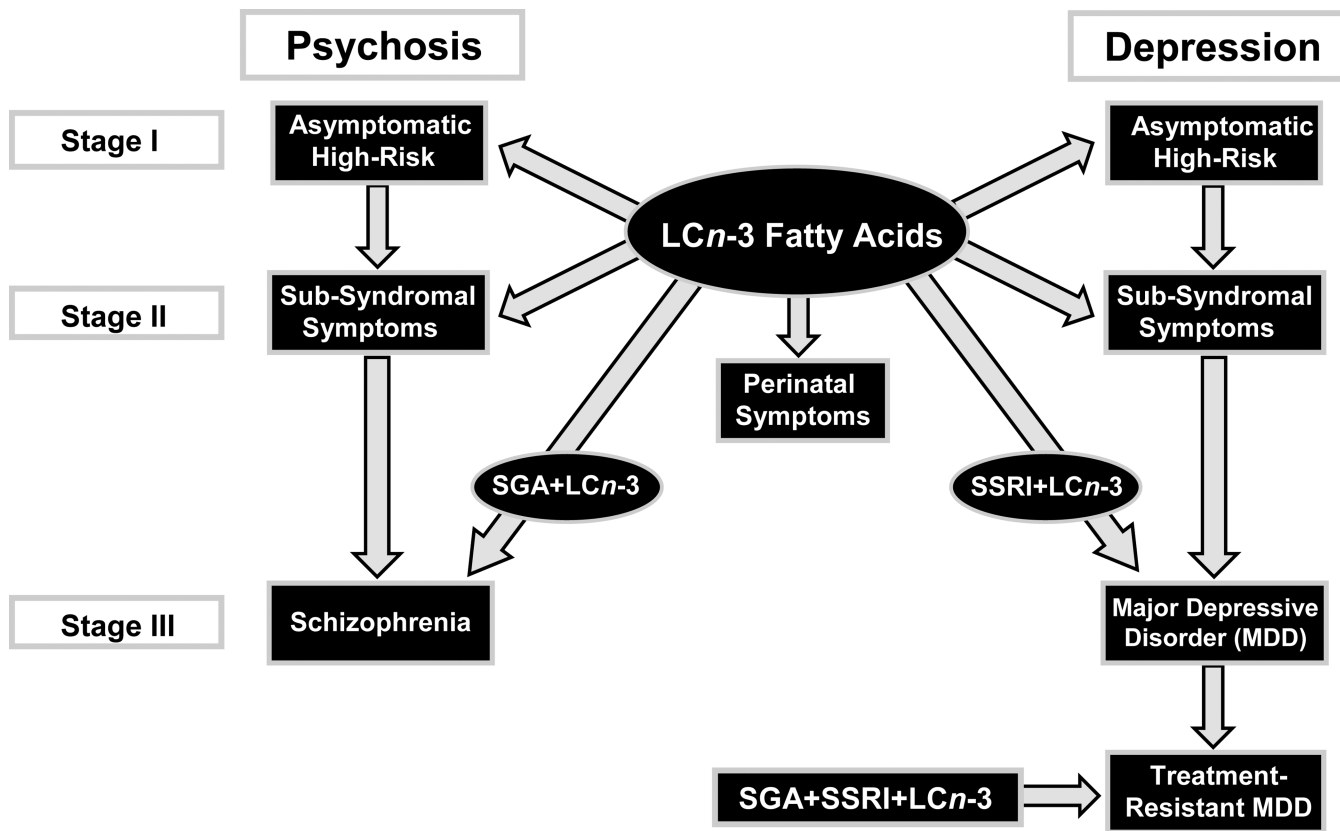 Psychosis
Depression
Stage I
Asymptomatic
High-Risk
Asymptomatic
High-Risk
LCn-3 Fatty Acids
Stage II
Sub-Syndromal
Symptoms
Sub-Syndromal
Symptoms
Perinatal
Symptoms
SGA+LCn-3
SSRI+LCn-3
Stage III
Schizophrenia
Major Depressive
Disorder (MDD)
SGA+SSRI+LCn-3
Treatment-
Resistant MDD